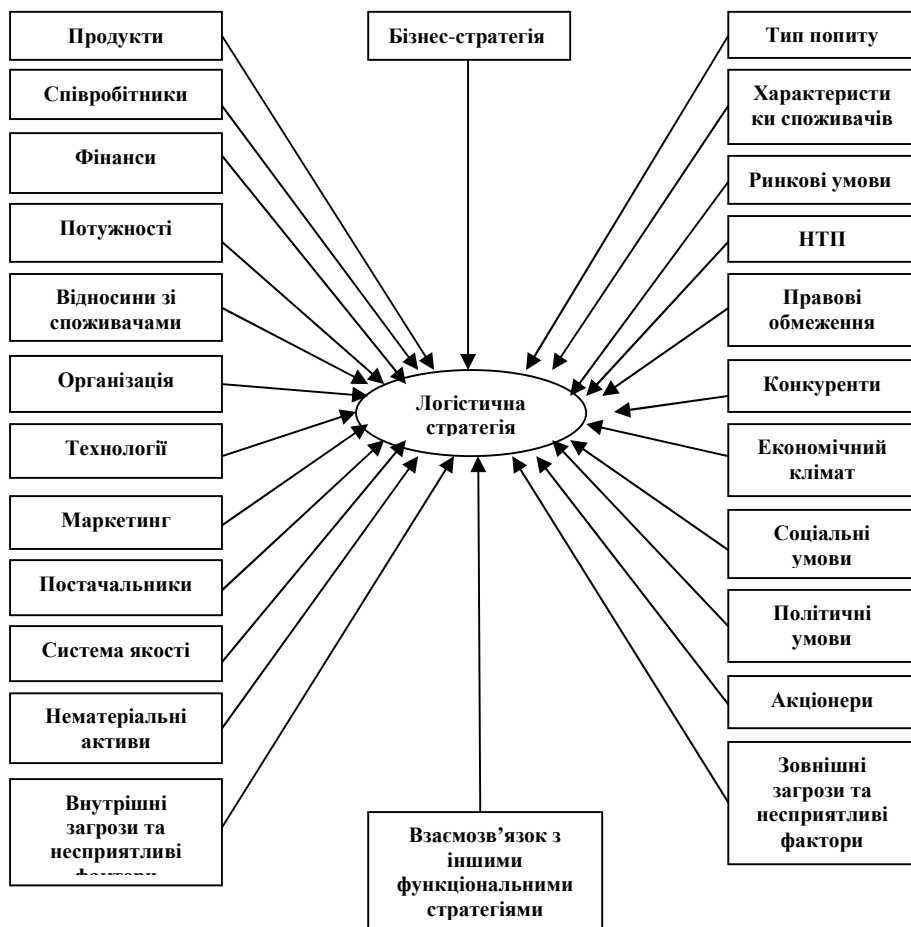 Продукти
Співробітники
Фінанси
Потужності
Відносини зі
споживачами
Організація
Технології
Маркетинг
Постачальники
Система якості
Нематеріальні
активи
Внутрішні
загрози та
несприятливі
фактори
Бізнес-стратегія
Логістична
стратегія
Взаємозв’язок з
іншими
функціональними
стратегіями
Тип попиту
Характеристи
ки споживачів
Ринкові умови
НТП
Правові
обмеження
Конкуренти
Економічний
клімат
Соціальні
умови
Політичні
умови
Акціонери
Зовнішні
загрози та
несприятливі
фактори